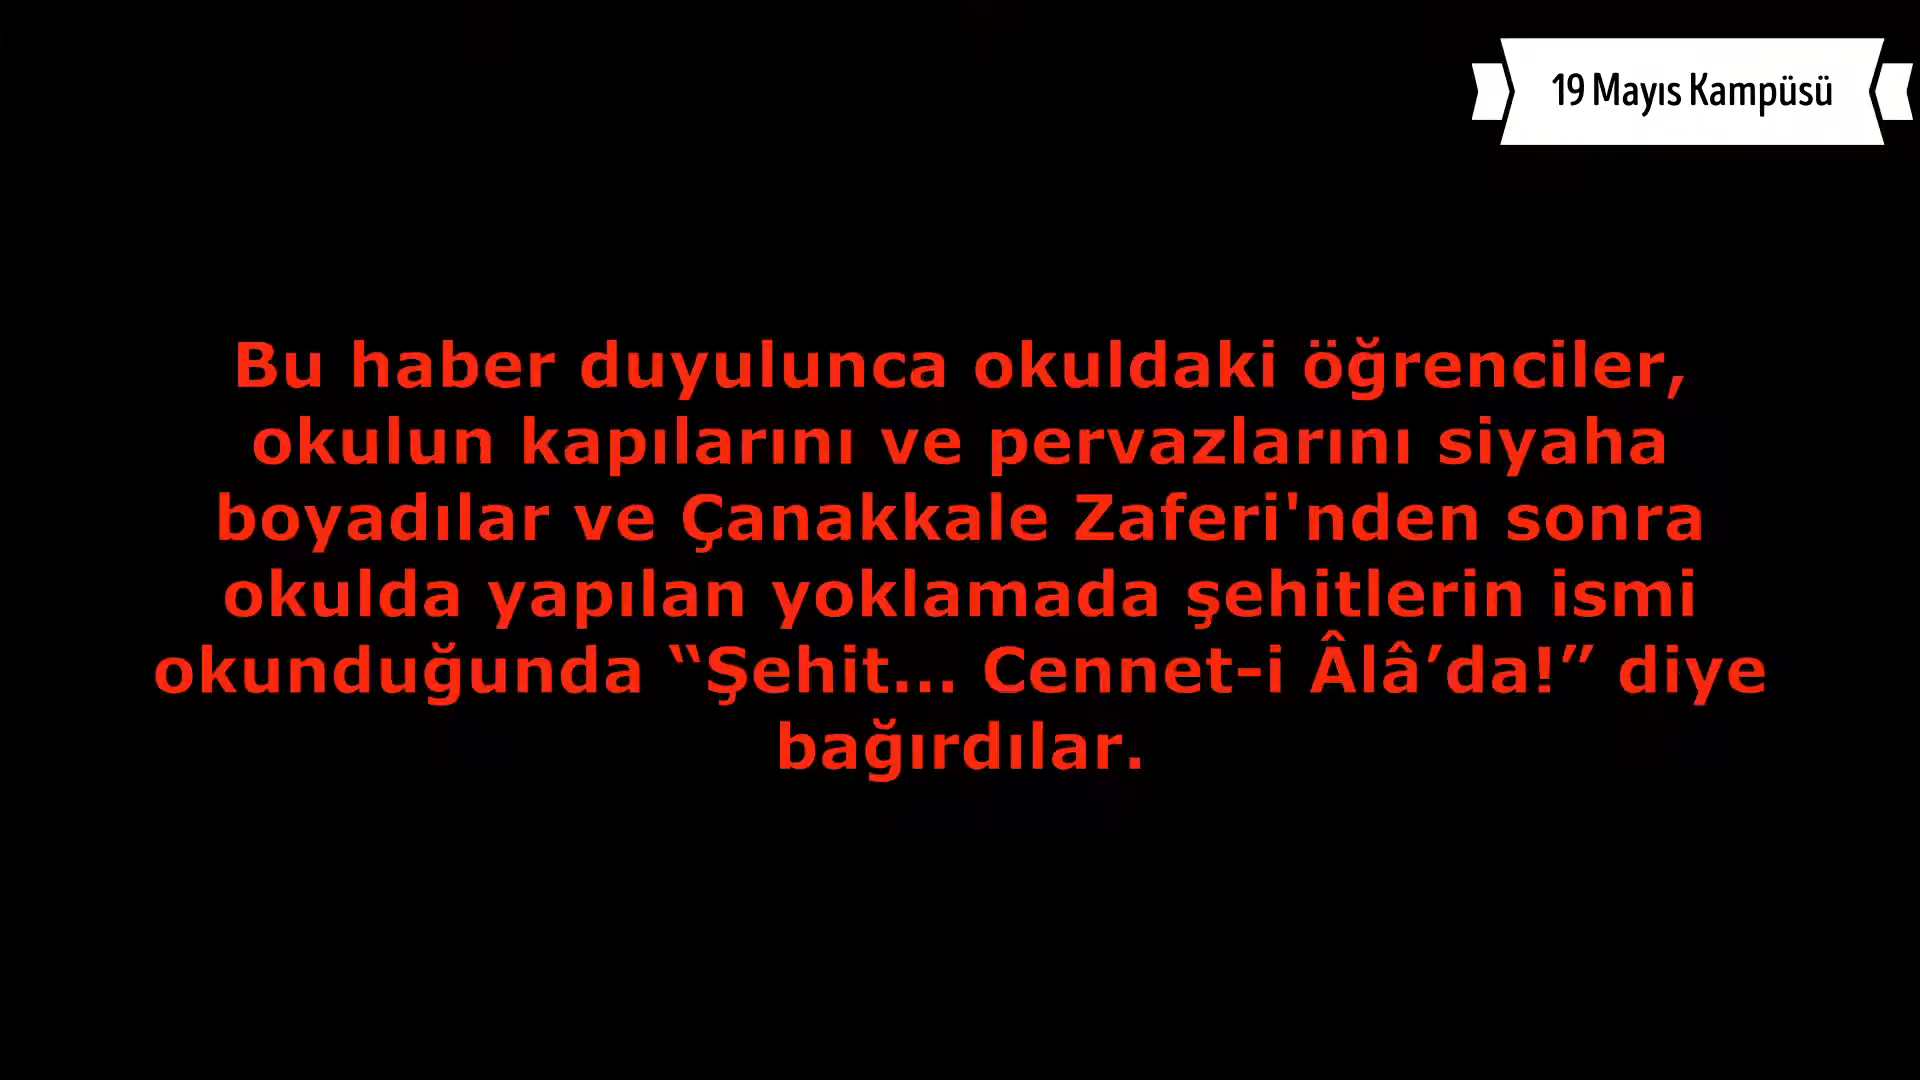 19 Mayıs Kampüsü
Bu haber duyulunca okuldaki öğrenciler,
okulun kapılarını ve pervazlarını siyaha
boyadılar ve Çanakkale Zaferi'nden sonra
okulda yapılan yoklamada şehitlerin ismi
okunduğunda “Şehit... Cennet-i Âlâ’da!” diye
bağırdılar.